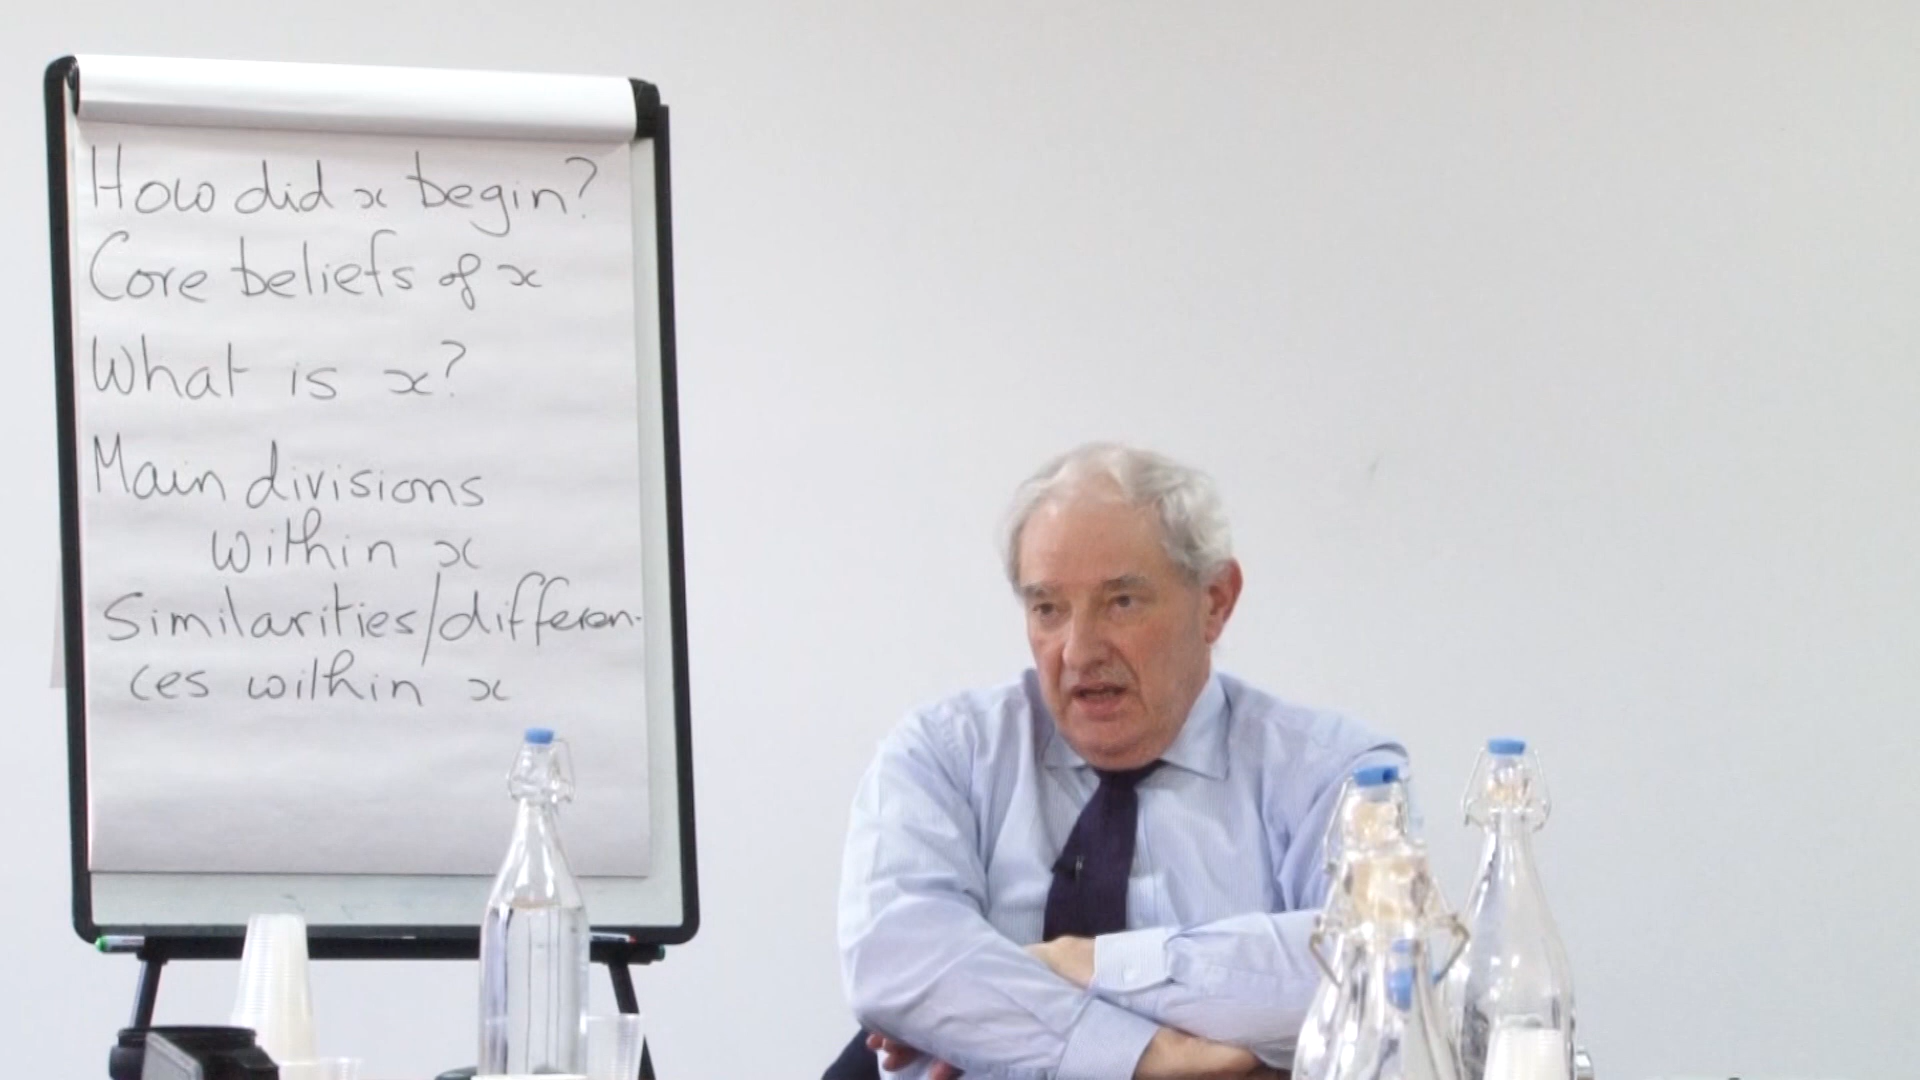 How did x begin?
Core beliefs of x
What is x?
Main divisions
within x
Similarities/differen-
ces within x